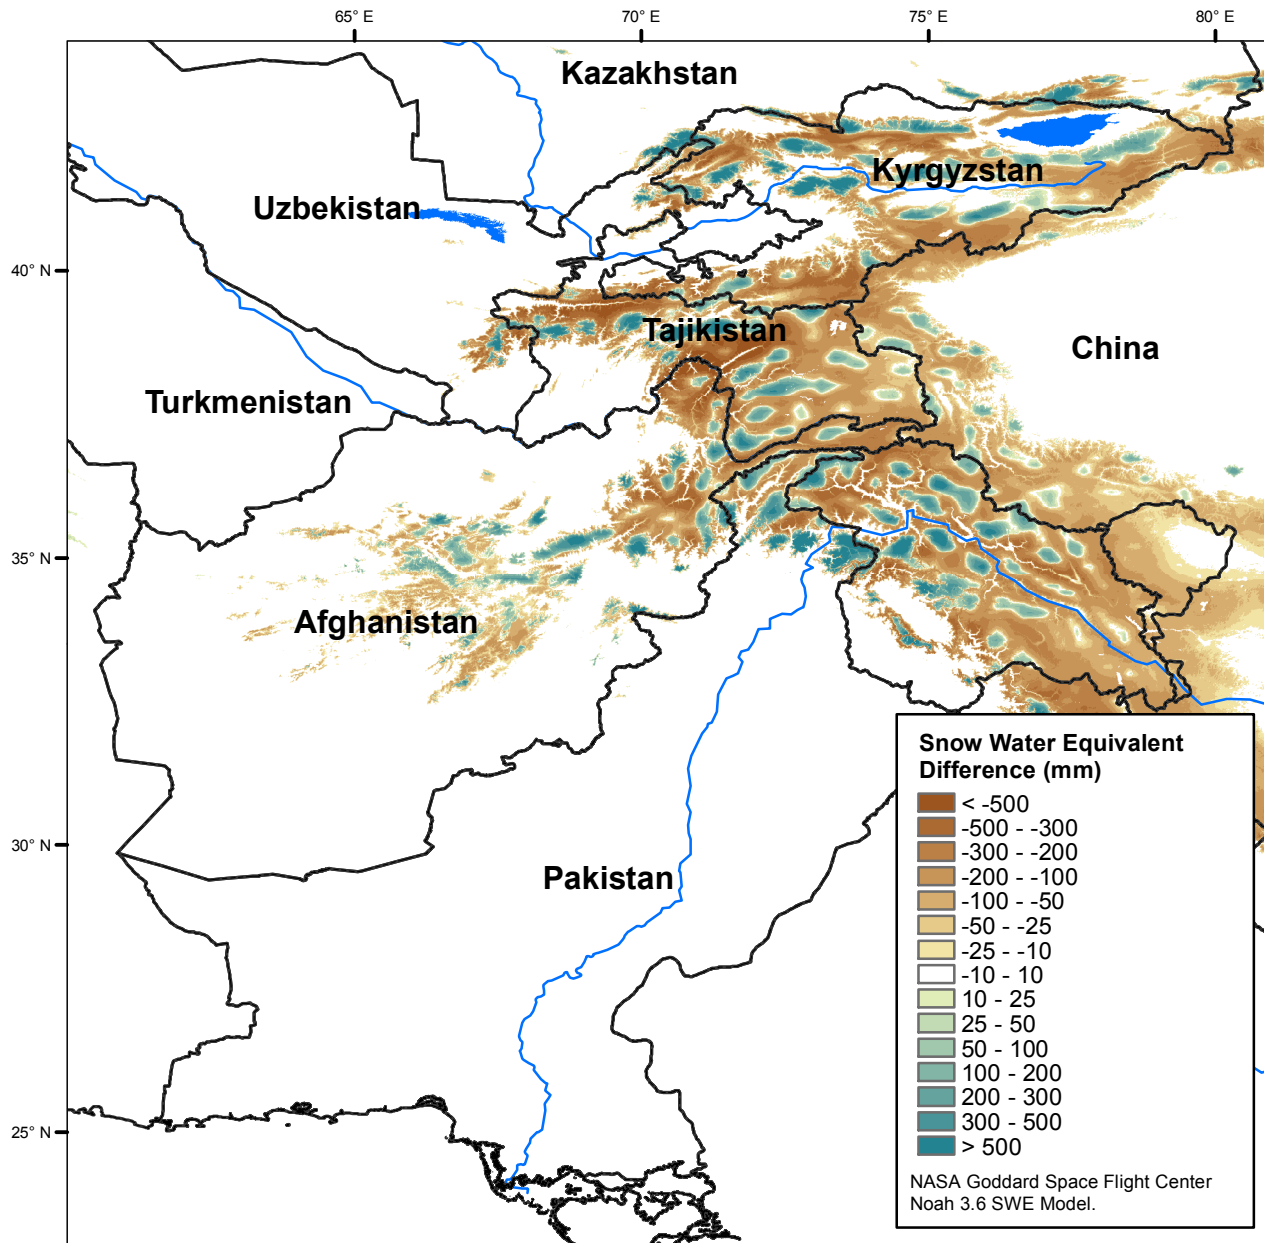 65° E
70° E
75° E
80° E
Kazakhstan
Kyrgyzstan
Uzbekistan
40° N
Tajikistan
China
Turkmenistan
35° N
Afghanistan
30° N
Pakistan
25° N
Snow Water Equivalent
Difference (mm)
< -500
-500 - -300
-300 - -200
-200 - -100
-100 - -50
-50 - -25
-25 - -10
-10 - 10
10 - 25
25 - 50
50 - 100
100 - 200
200 - 300
300 - 500
> 500
NASA Goddard Space Flight Center
Noah 3.6 SWE Model.